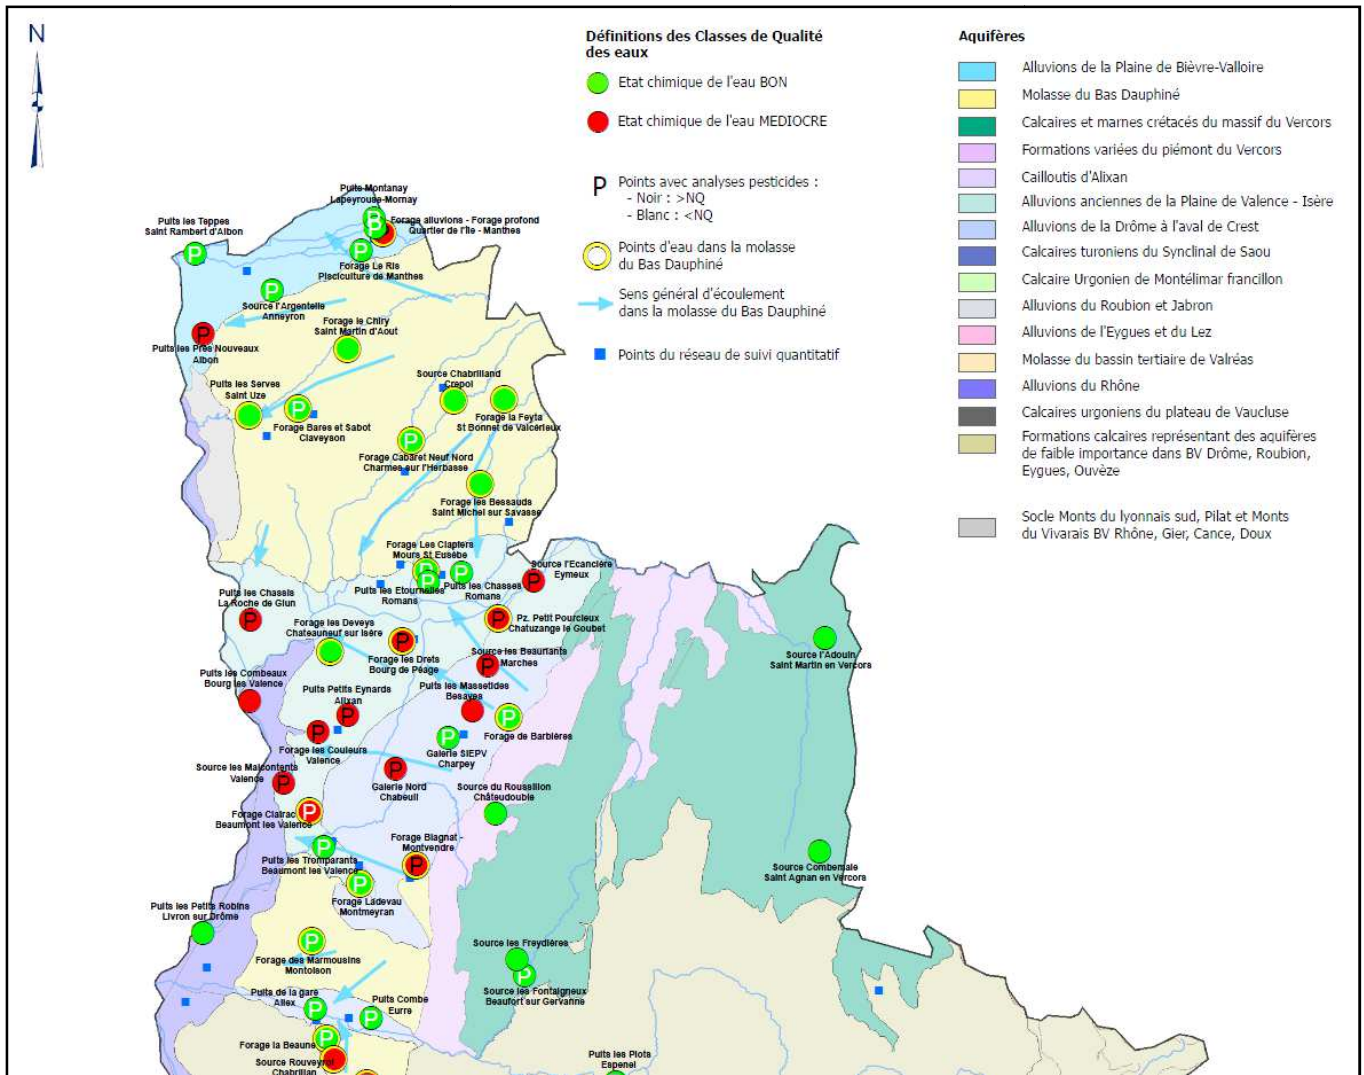 N
Définitions des Classes de Qualité
des eaux
Etat chimique de l'eau BON
Etat chimique de l'eau MEDIOCRE
P
Points avec analyses pesticides :
- Noir : >NQ
- Blanc : <NQ
Points d'eau dans la molasse
du Bas Dauphiné
Sens général d'écoulement
dans la molasse du Bas Dauphiné
Points du réseau de suivi quantitatif
Aquifères
Alluvions de la Plaine de Bièvre-Valloire
Molasse du Bas Dauphiné
Calcaires et marnes crétacés du massif du Vercors
Formations variées du piémont du Vercors
Cailloutis d'Alixan
Alluvions anciennes de la Plaine de Valence - Isère
Alluvions de la Drôme à l'aval de Crest
Calcaires turoniens du Synclinal de Saou
Calcaire Urgonien de Montélimar francillon
Alluvions du Roubion et Jabron
Alluvions de l'Eygues et du Lez
Molasse du bassin tertiaire de Valréas
Alluvions du Rhône
Calcaires urgoniens du plateau de Vaucluse
Formations calcaires représentant des aquifères
de faible importance dans BV Drôme, Roubion,
Eygues, Ouvèze
Socle Monts du lyonnais sud, Pilat et Monts
du Vivarais BV Rhône, Gier, Cance, Doux
Puits Montanay
Lapeyrouse-Mornay
Puits les Teppes
Saint Rambert d'Albon
Forage alluvions - Forage profond
Quartier de l'Ile - Manthes
Forage Le Ris
Pisciculture de Manthes
Source l'Argentelle
Anneyron
Forage le Chiry
Saint Martin d'Aout
Puits les Prés Nouveaux
Albon
Puits les Serves
Saint Uze
Source Chabrilland
Crepol
Forage Bares et Sabot
Claveyson
Forage la Feyta
St Bonnet de Valcérieux
Forage Cabaret Neuf Nord
Charmes sur l'Herbasse
Forage les Bessauds
Saint Michel sur Savasse
Forage Les Clapiers
Mours St Eusèbe
Source l'Ecancière
Eymeux
Puits les Etournelles
Romans
Puits les Chasses
Romans
Puits les Chassis
La Roche de Glun
Forage les Deveys
Chateauneuf sur Isère
Pz. Petit Pourcieux
Chatuzange le Goubet
Forage les Drets
Bourg de Péage
Source les Beauriants
Marches
Source l'Adouin
Saint Martin en Vercors
Puits les Combeaux
Bourg les Valence
Puits Petits Eynards
Alixan
Puits les Massetides
Besayes
Forage de Barbières
Forage les Couleurs
Valence
Galerie SIEPV
Charpey
Source les Malcontents
Valence
Galerie Nord
Chabeuil
Source du Roussillon
Châteaudouble
Forage Clairac
Beaumont les Valence
Forage Blagnat -
Montvendre
Puits les Tromparants
Beaumont les Valence
Source Combemale
Saint Agnan en Vercors
Forage Ladevau
Montmeyran
Puits les Petits Robins
Livron sur Drôme
Forage des Marmousins
Montoison
Source les Freydières
Source les Fontaigneux
Beaufort sur Gervanne
Puits de la gare
Allex
Puits Combe
Eurre
Forage la Beaune
Source Rouveyrol
Chabrillan
Puits les Plots
Espenel